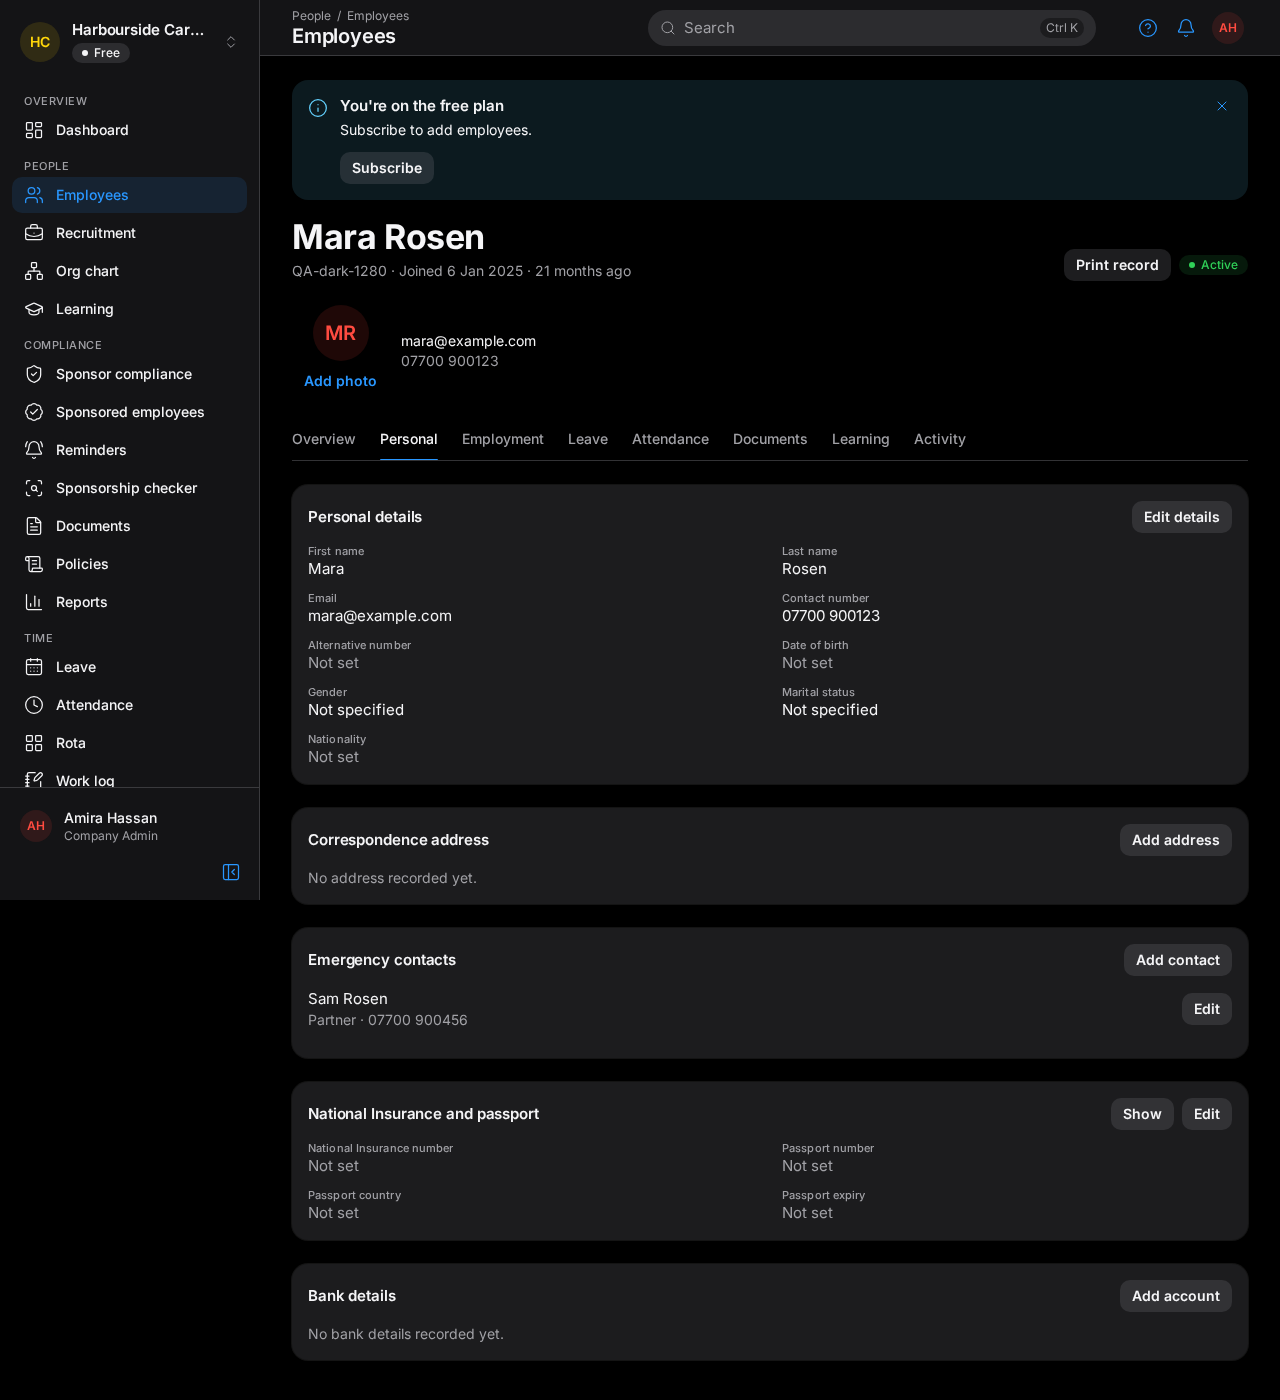 HC
Harbourside Car...
Free
OVERVIEW
Dashboard
PEOPLE
Employees
Recruitment
Org chart
Learning
COMPLIANCE
Sponsor compliance
Sponsored employees
Reminders
Sponsorship checker
Documents
Policies
Reports
TIME
Leave
Attendance
Rota
Work log
AH
Amira Hassan
Company Admin
People / Employees
Employees
Search
Ctrl K
AH
You're on the free plan
Subscribe to add employees.
Subscribe
Mara Rosen
QA-dark-1280 · Joined 6 Jan 2025 · 21 months ago
Print record
Active
MR
Add photo
mara@example.com
07700 900123
Overview Personal Employment Leave Attendance Documents Learning Activity
Personal details
Edit details
First name
Mara
Last name
Rosen
Email
mara@example.com
Contact number
07700 900123
Alternative number
Not set
Date of birth
Not set
Gender
Not specified
Marital status
Not specified
Nationality
Not set
Correspondence address
Add address
No address recorded yet.
Emergency contacts
Add contact
Sam Rosen
Partner · 07700 900456
Edit
National Insurance and passport
Show
Edit
National Insurance number
Not set
Passport number
Not set
Passport country
Not set
Passport expiry
Not set
Bank details
Add account
No bank details recorded yet.